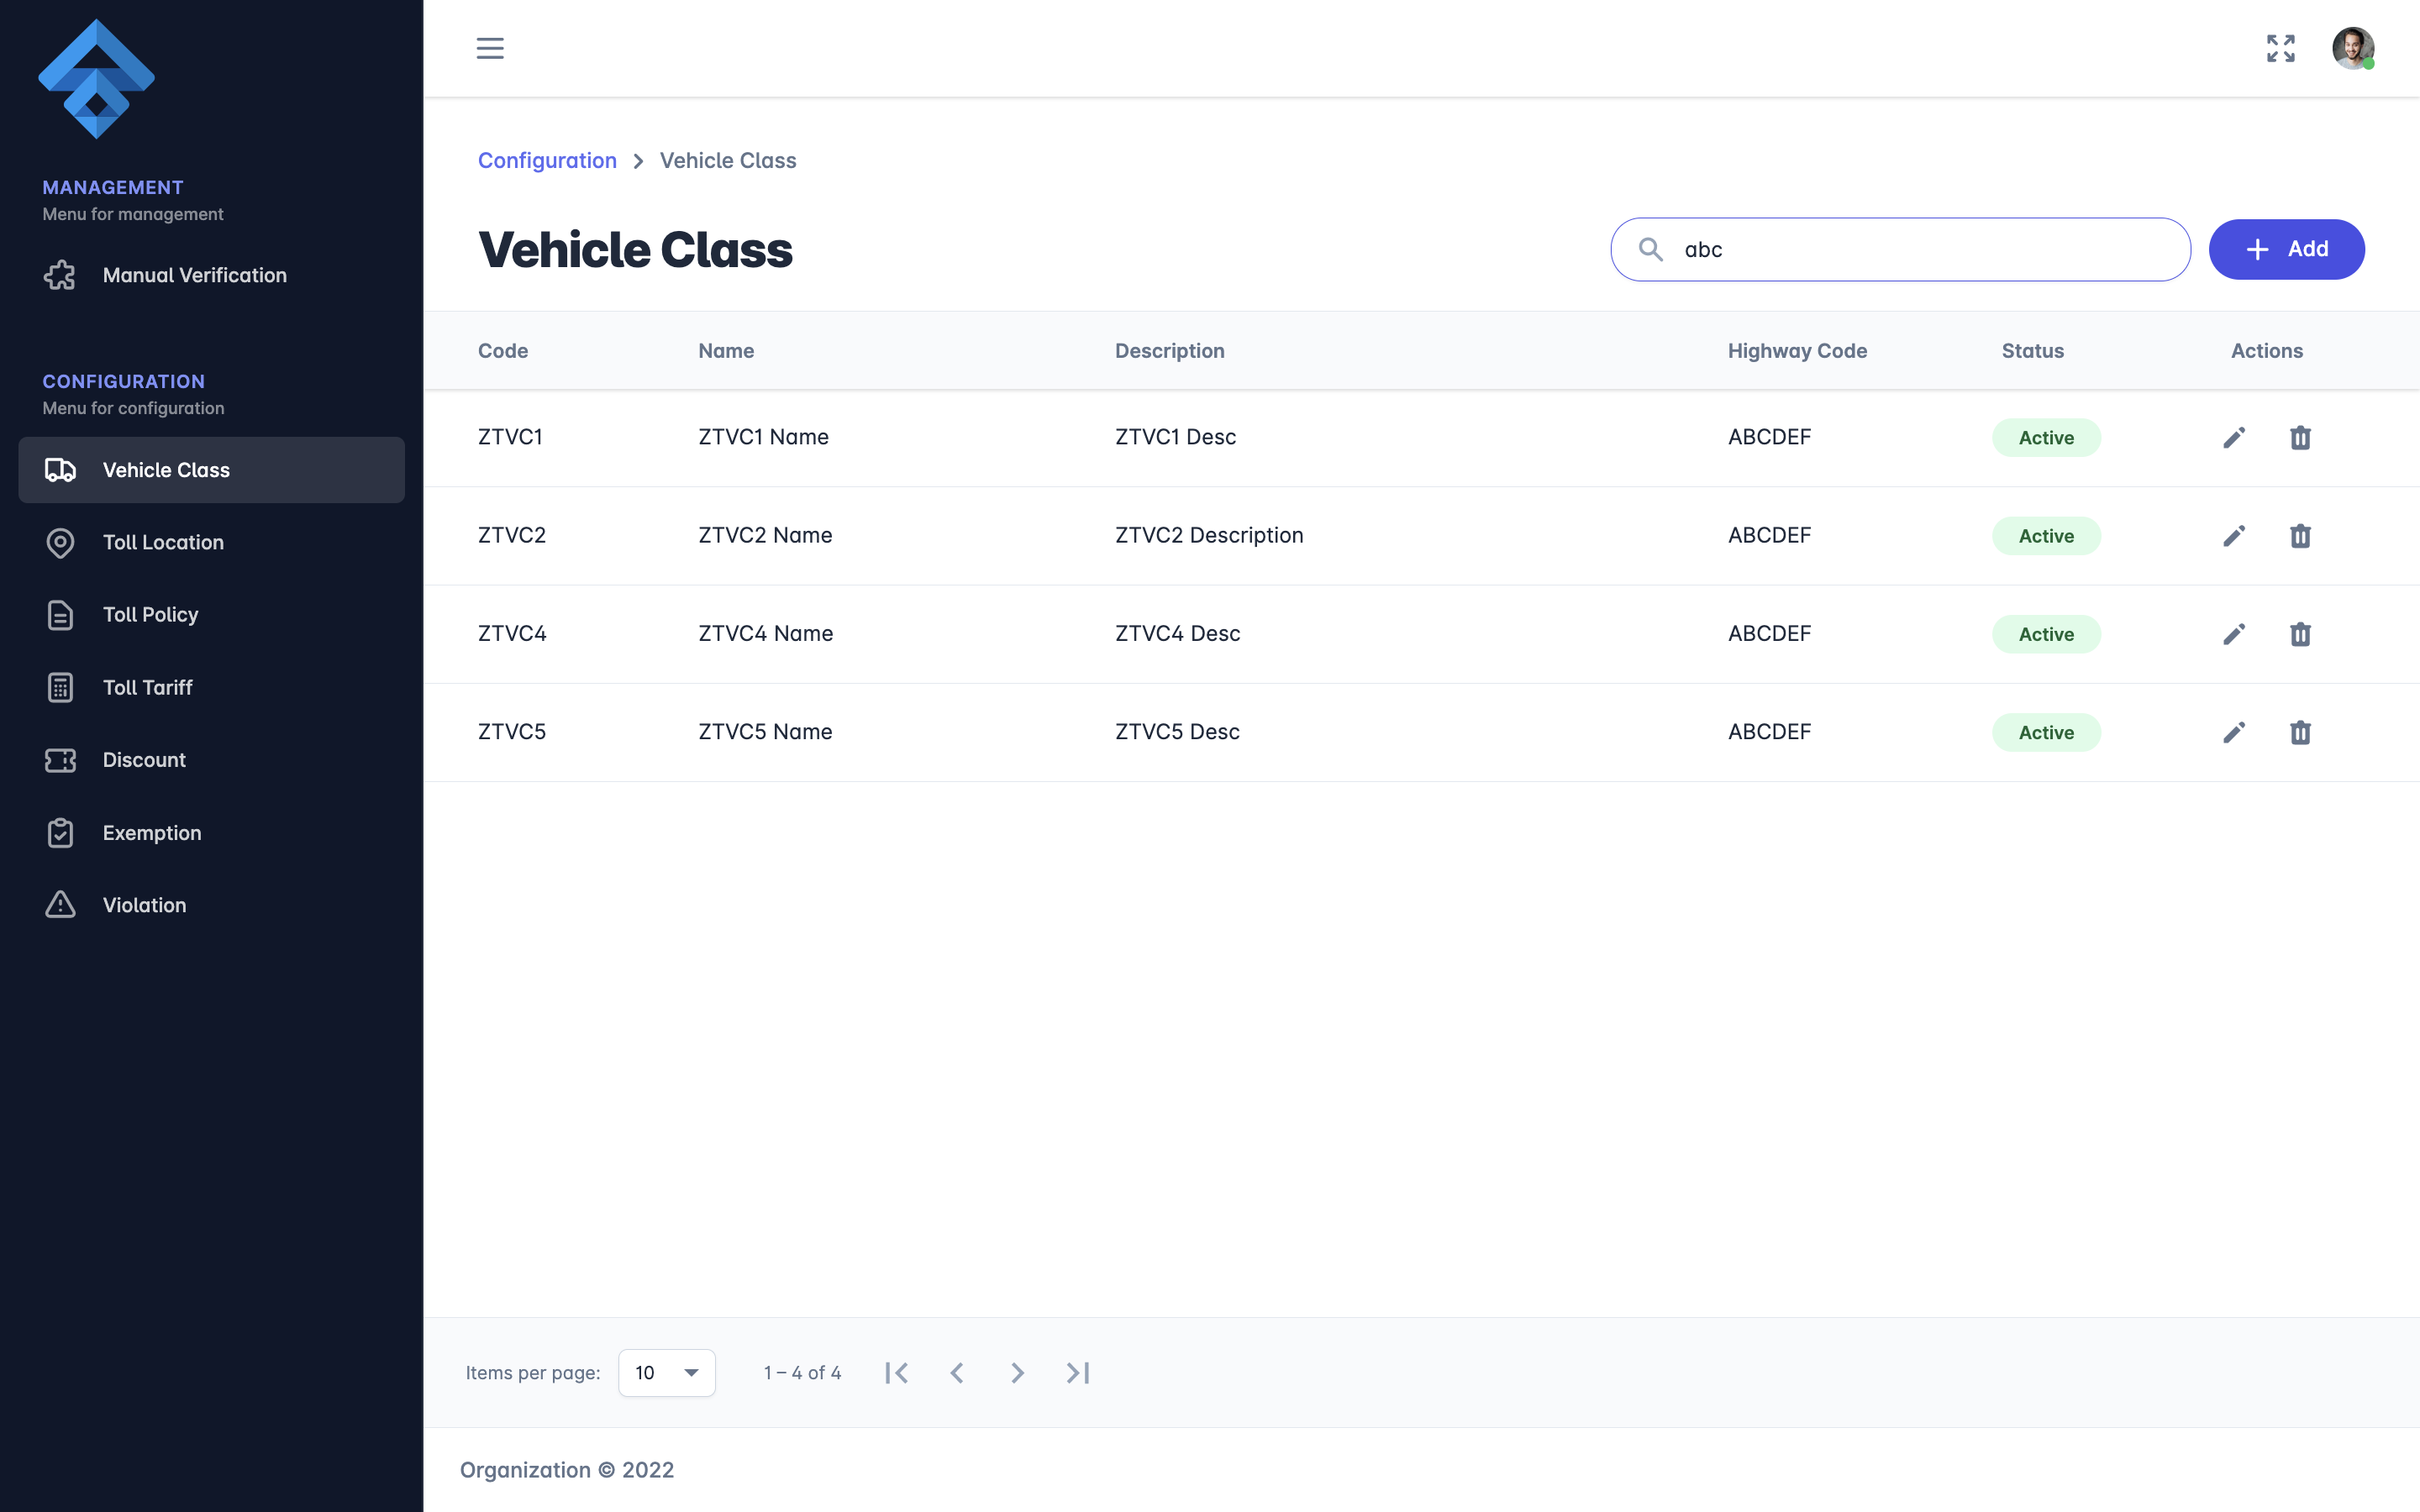 MANAGEMENT
Menu for management
Manual Verification
CONFIGURATION
Menu for configuration
Vehicle Class
Toll Location
Toll Policy
Toll Tariff
Discount
Exemption
Violation
Configuration Vehicle Class
Vehicle Class
abc
Add
Code Name Description Highway Code Status Actions
ZTVC1 ZTVC1 Name ZTVC1 Desc ABCDEF Active
ZTVC2 ZTVC2 Name ZTVC2 Description ABCDEF Active
ZTVC4 ZTVC4 Name ZTVC4 Desc ABCDEF Active
ZTVC5 ZTVC5 Name ZTVC5 Desc ABCDEF Active
Items per page: 10 1 – 4 of 4
Organization © 2022